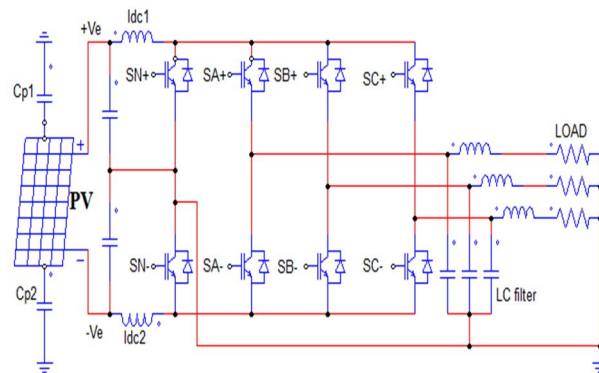 +Ve Idc1
SN+ SA+ SB+ SC+
Cp1
LOAD
+
PV
-
SN- SA- SB- SC-
Cp2
LC filter
-Ve Idc2